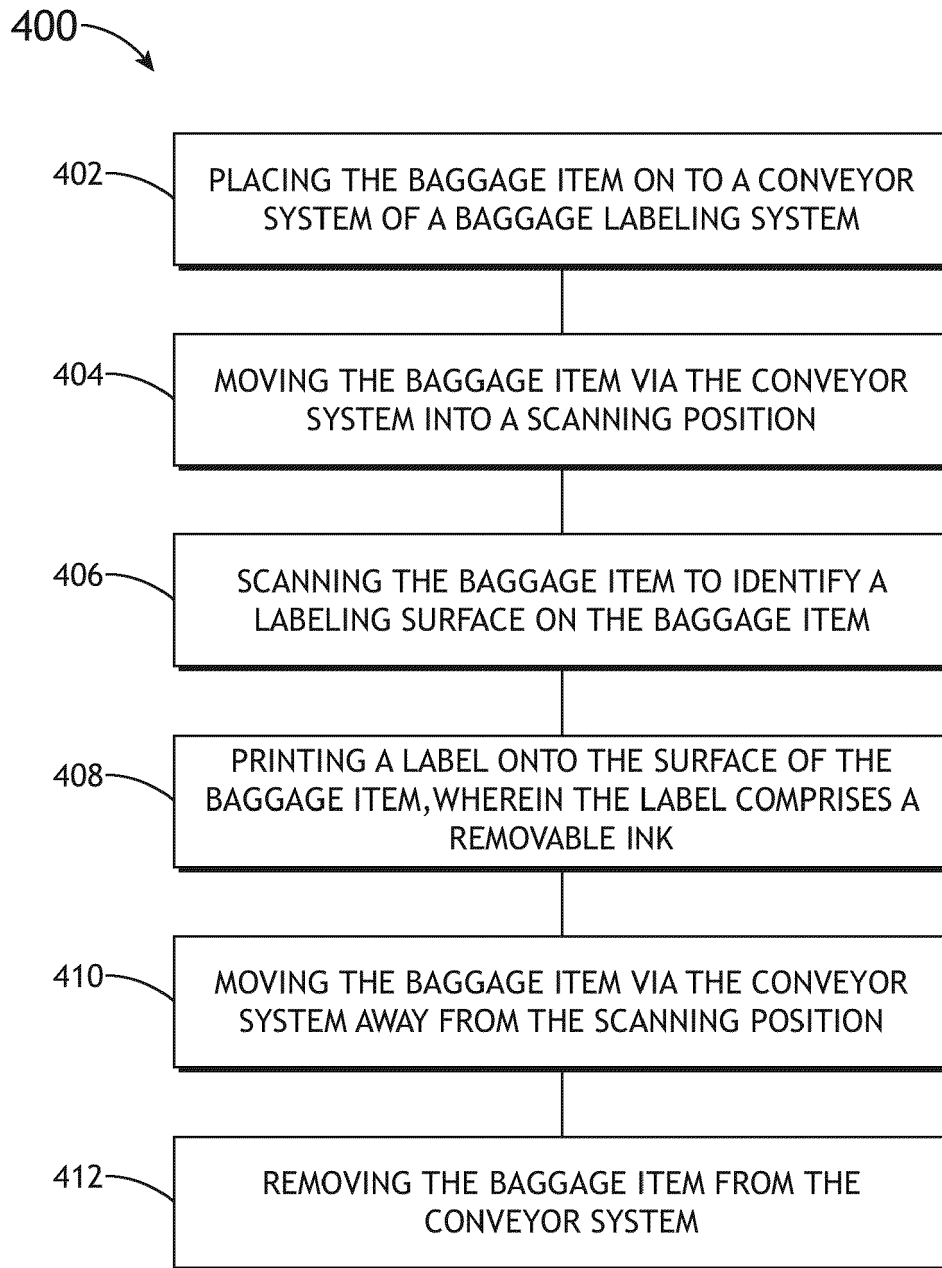 400
402
PLACING THE BAGGAGE ITEM ON TO A CONVEYOR
SYSTEM OF A BAGGAGE LABELING SYSTEM
404
MOVING THE BAGGAGE ITEM VIA THE CONVEYOR
SYSTEM INTO A SCANNING POSITION
406
SCANNING THE BAGGAGE ITEM TO IDENTIFY A
LABELING SURFACE ON THE BAGGAGE ITEM
408
PRINTING A LABEL ONTO THE SURFACE OF THE
BAGGAGE ITEM, WHEREIN THE LABEL COMPRISES A
REMOVABLE INK
410
MOVING THE BAGGAGE ITEM VIA THE CONVEYOR
SYSTEM AWAY FROM THE SCANNING POSITION
412
REMOVING THE BAGGAGE ITEM FROM THE
CONVEYOR SYSTEM